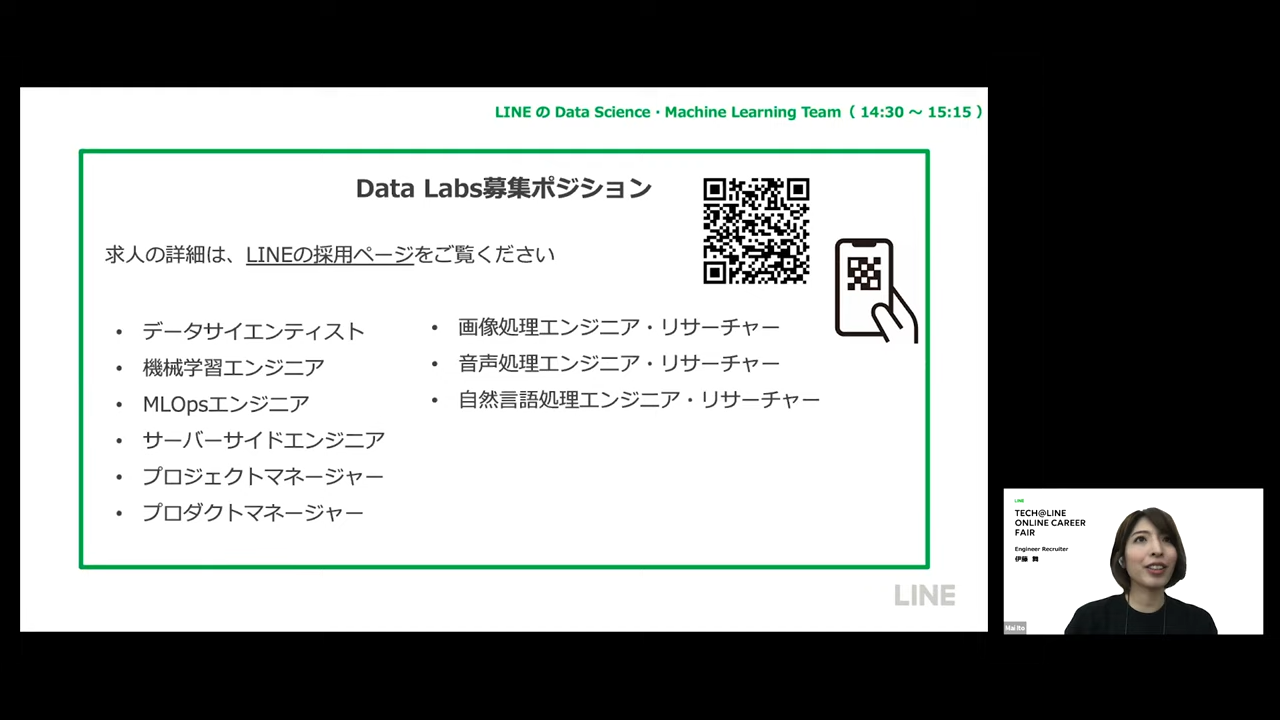 LINE の Data Science・Machine Learning Team（ 14:30 ～ 15:15 ）
Data Labs募集ポジション
求人の詳細は、LINEの採用ページをご覧ください
• データサイエンティスト
• 機械学習エンジニア
• MLOpsエンジニア
• サーバーサイドエンジニア
• プロジェクトマネージャー
• プロダクトマネージャー
• 画像処理エンジニア・リサーチャー
• 音声処理エンジニア・リサーチャー
• 自然言語処理エンジニア・リサーチャー
LINE
LINE
TECH@LINE
ONLINE CAREER
FAIR
Engineer Recruiter
伊藤 舞
Mai Ito